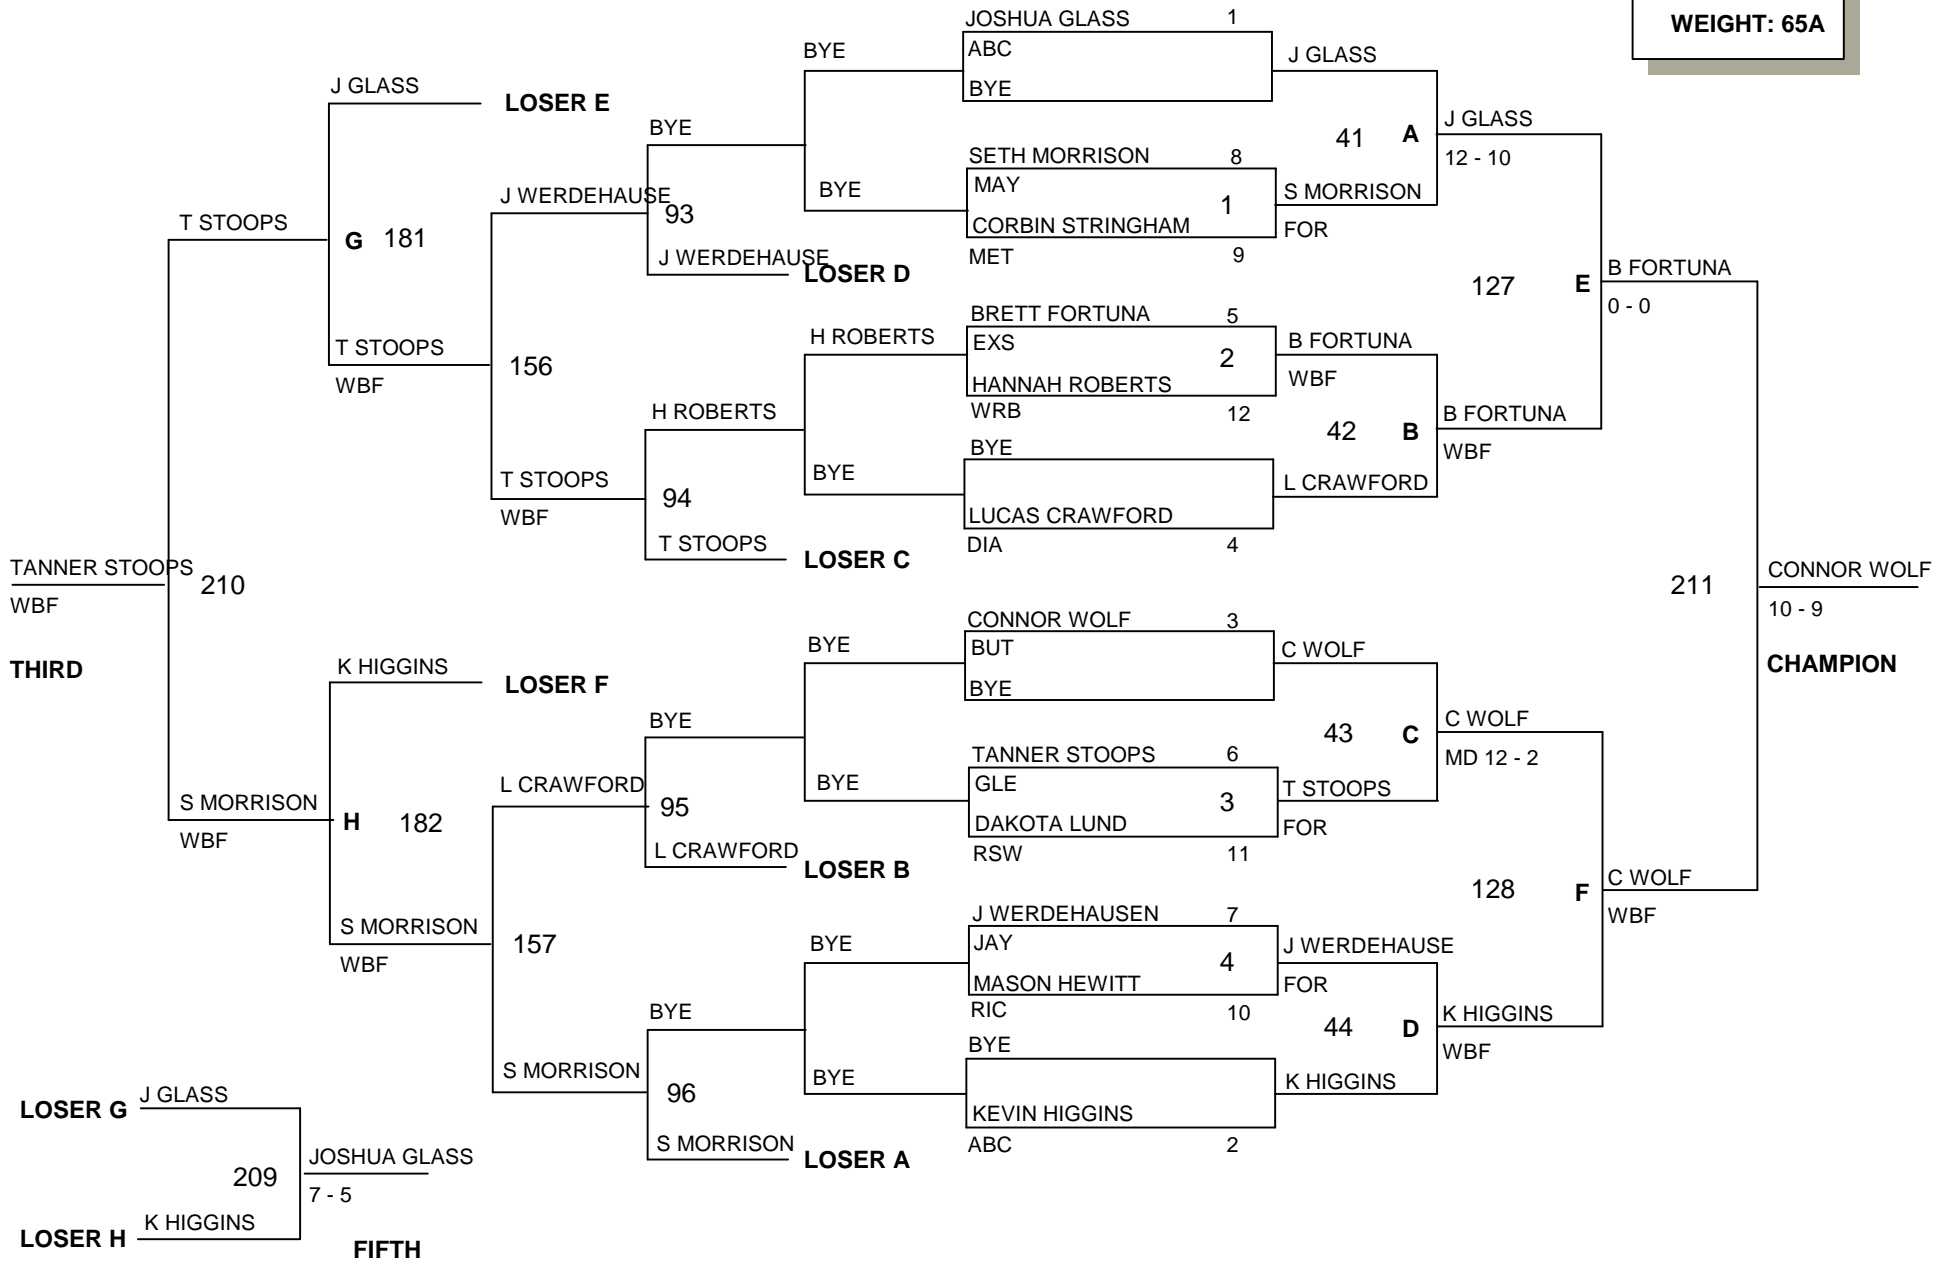 WEIGHT: 65A
JOSHUA GLASS 1
ABC
BYE
J GLASS
SETH MORRISON 8
MAY
CORBIN STRINGHAM
1
MET 9
S MORRISON
FOR
41 A
J GLASS
12 - 10
BRETT FORTUNA 5
EXS
HANNAH ROBERTS
2
WRB 12
B FORTUNA
WBF
BYE
LUCAS CRAWFORD
DIA 4
L CRAWFORD
42 B
B FORTUNA
WBF
127 E
B FORTUNA
0 - 0
CONNOR WOLF 3
BUT
BYE
C WOLF
TANNER STOOPS 6
GLE
DAKOTA LUND
3
RSW 11
T STOOPS
FOR
43 C
C WOLF
MD 12 - 2
J WERDEHAUSEN 7
JAY
MASON HEWITT
4
RIC 10
J WERDEHAUSE
FOR
BYE
KEVIN HIGGINS
ABC 2
K HIGGINS
44 D
K HIGGINS
WBF
128 F
C WOLF
WBF
211
CONNOR WOLF
10 - 9
CHAMPION
BYE
BYE
BYE
93
J WERDEHAUSE
LOSER D
J WERDEHAUSE
H ROBERTS
BYE
H ROBERTS
94
T STOOPS
LOSER C
T STOOPS
WBF
156
J GLASS
LOSER E
G 181
T STOOPS
WBF
T STOOPS
BYE
BYE
BYE
95
L CRAWFORD
LOSER B
L CRAWFORD
BYE
BYE
BYE
96
S MORRISON
LOSER A
S MORRISON
157
K HIGGINS
LOSER F
H 182
S MORRISON
WBF
S MORRISON
WBF
210
TANNER STOOPS
WBF
THIRD
LOSER G
J GLASS
209
LOSER H
K HIGGINS
JOSHUA GLASS
7 - 5
FIFTH